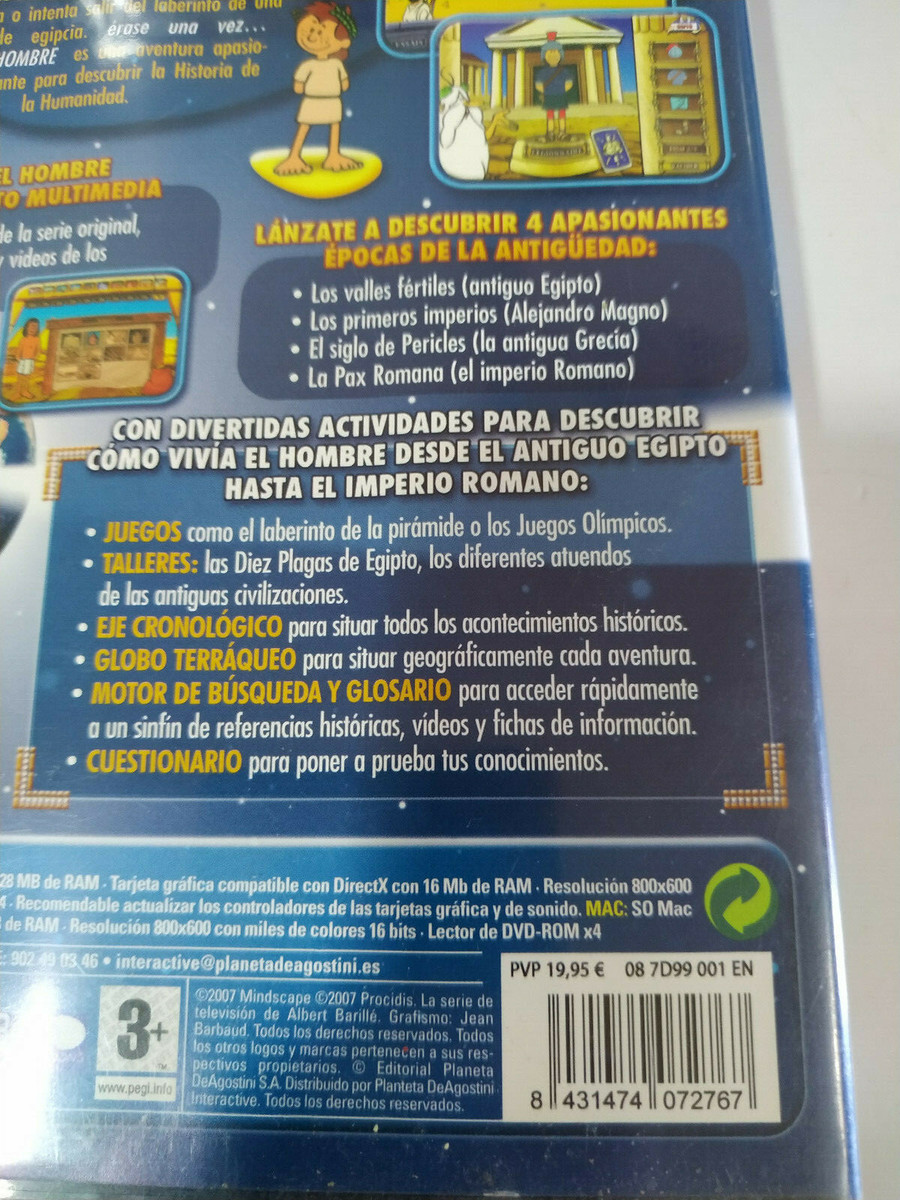 o intenta salir del laberinto de una
egipcia. érase una vez...
HOMBRE es una aventura apasio-
nante para descubrir la Historia de
la Humanidad.
EL HOMBRE
TO MULTIMEDIA
de la serie original,
y videos de los
LÁNZATE A DESCUBRIR 4 APASIONANTES
ÉPOCAS DE LA ANTIGÜEDAD:
• Los valles fértiles (antiguo Egipto)
• Los primeros imperios (Alejandro Magno)
• El siglo de Pericles (la antigua Grecia)
• La Pax Romana (el imperio Romano)
CON DIVERTIDAS ACTIVIDADES PARA DESCUBRIR
CÓMO VIVÍA EL HOMBRE DESDE EL ANTIGUO EGIPTO
HASTA EL IMPERIO ROMANO:
• JUEGOS como el laberinto de la pirámide o los Juegos Olímpicos.
• TALLERES: las Diez Plagas de Egipto, los diferentes atuendos
de las antiguas civilizaciones.
• EJE CRONOLÓGICO para situar todos los acontecimientos históricos.
• GLOBO TERRÁQUEO para situar geográficamente cada aventura.
• MOTOR DE BÚSQUEDA Y GLOSARIO para acceder rápidamente
a un sinfín de referencias históricas, vídeos y fichas de información.
• CUESTIONARIO para poner a prueba tus conocimientos.
28 MB de RAM · Tarjeta gráfica compatible con DirectX con 16 Mb de RAM · Resolución 800x600
4 · Recomendable actualizar los controladores de las tarjetas gráfica y de sonido. MAC: SO Mac
de RAM · Resolución 800x600 con miles de colores 16 bits · Lector de DVD-ROM x4
E: 902 49 03 46 • interactive@planetadeagostini.es
3+
™
www.pegi.info
©2007 Mindscape ©2007 Procidis. La serie de
televisión de Albert Barillé. Grafismo: Jean
Barbaud. Todos los derechos reservados. Todos
los otros logos y marcas pertenecen a sus res-
pectivos propietarios. © Editorial Planeta
DeAgostini S.A. Distribuido por Planteta DeAgostini
Interactive. Todos los derechos reservados.
PVP 19,95 € 08 7D99 001 EN
8 431474 072767